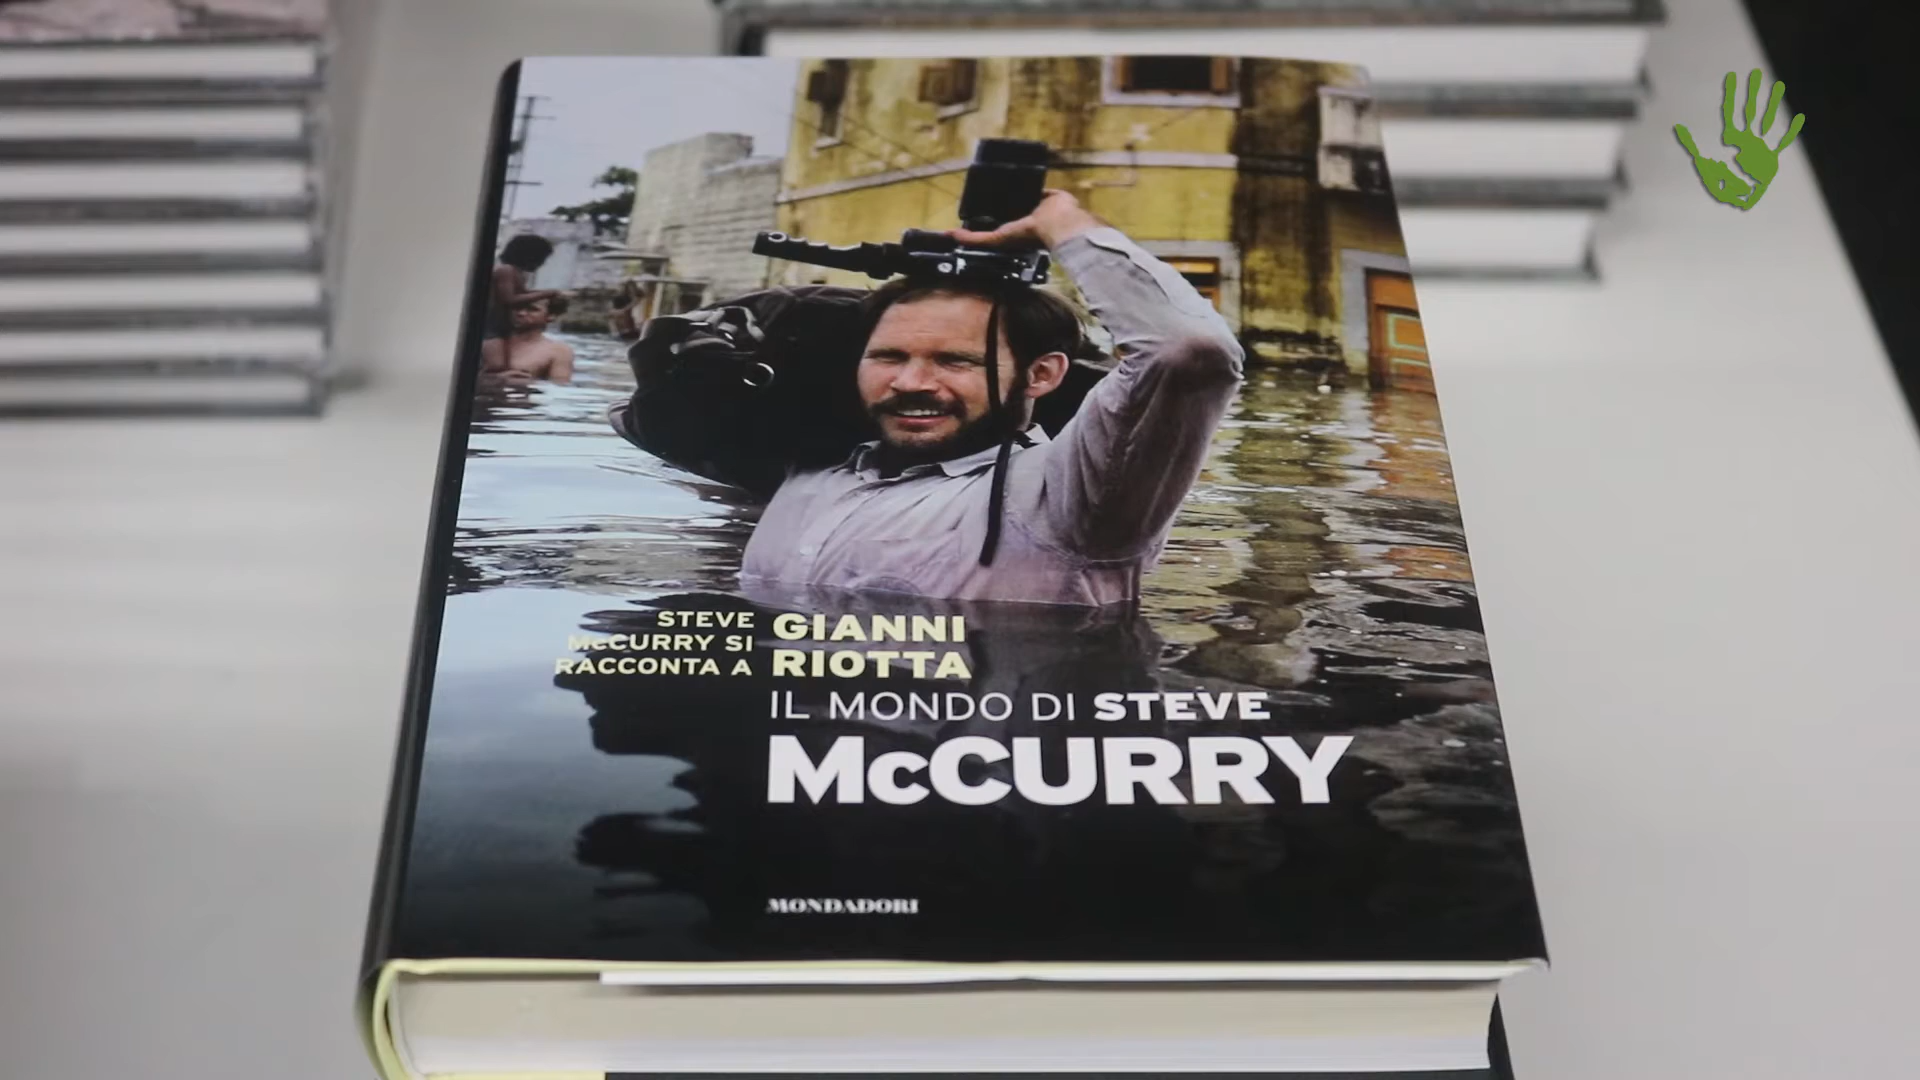 STEVE
McCURRY SI
RACCONTA A
GIANNI
RIOTTA
IL MONDO DI STEVE
McCURRY
MONDADORI